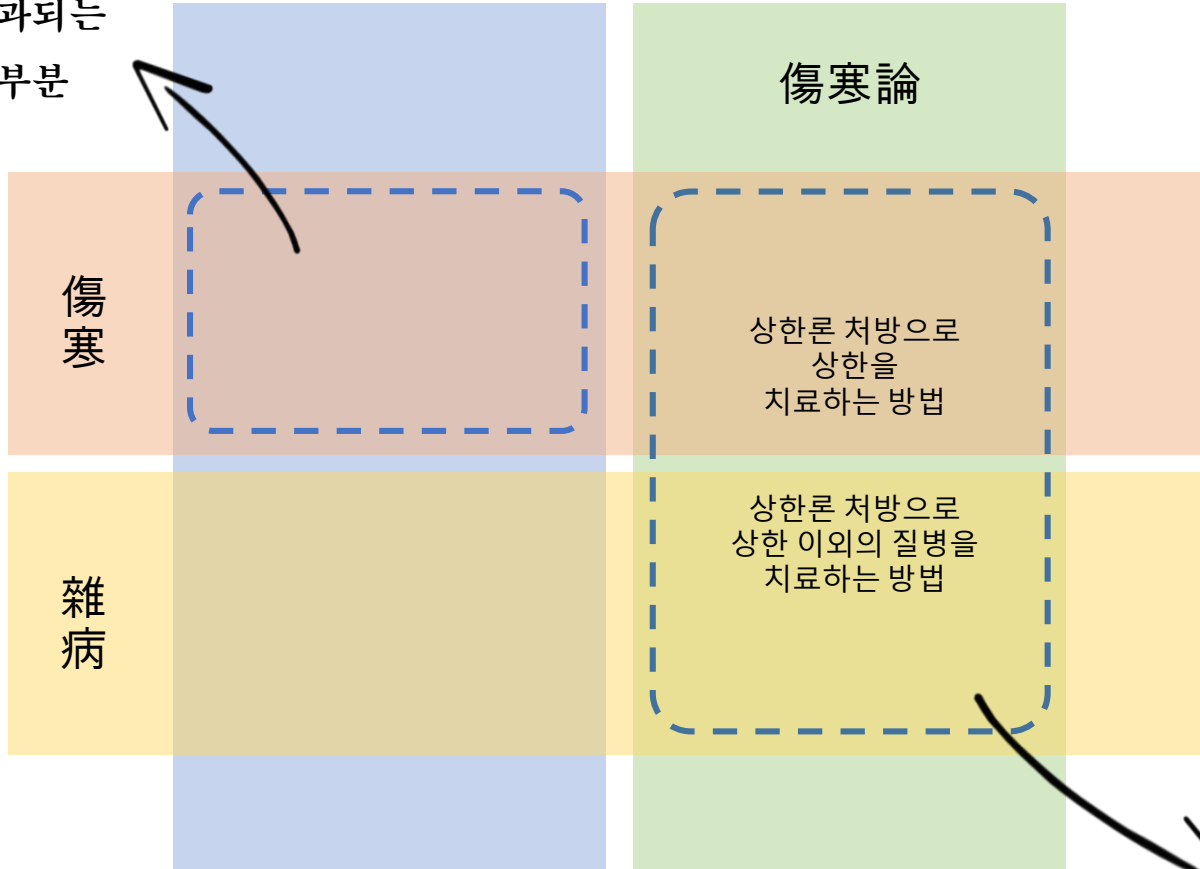 과되는
부분
傷寒論
傷
寒
상한론 처방으로
상한을
치료하는 방법
상한론 처방으로
상한 이외의 질병을
치료하는 방법
雜
病